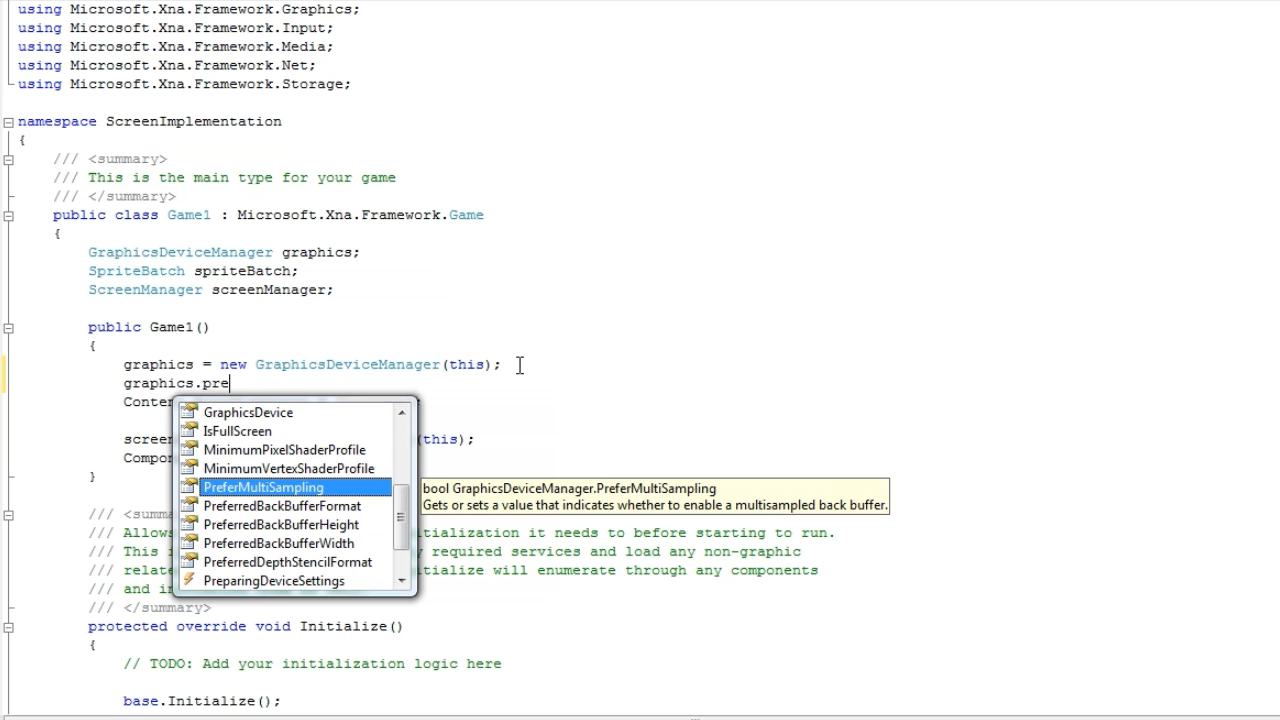 using Microsoft.Xna.Framework.Graphics;
using Microsoft.Xna.Framework.Input;
using Microsoft.Xna.Framework.Media;
using Microsoft.Xna.Framework.Net;
using Microsoft.Xna.Framework.Storage;
namespace ScreenImplementation
{
/// <summary>
/// This is the main type for your game
/// </summary>
public class Game1 : Microsoft.Xna.Framework.Game
{
GraphicsDeviceManager graphics;
SpriteBatch spriteBatch;
ScreenManager screenManager;
public Game1()
{
graphics = new GraphicsDeviceManager(this);
graphics.pre
Conte
;
screen
(this);
Compon
}
GraphicsDevice
IsFullScreen
MinimumPixelShaderProfile
MinimumVertexShaderProfile
PreferMultiSampling
PreferredBackBufferFormat
PreferredBackBufferHeight
PreferredBackBufferWidth
PreferredDepthStencilFormat
PreparingDeviceSettings
bool GraphicsDeviceManager.PreferMultiSampling
Gets or sets a value that indicates whether to enable a multisampled back buffer.
/// <summ
/// Allows tialization it needs to before starting to run.
/// This required services and load any non-graphic
/// relate itialize will enumerate through any components
/// and in
/// </summary>
protected override void Initialize()
{
// TODO: Add your initialization logic here
base.Initialize();